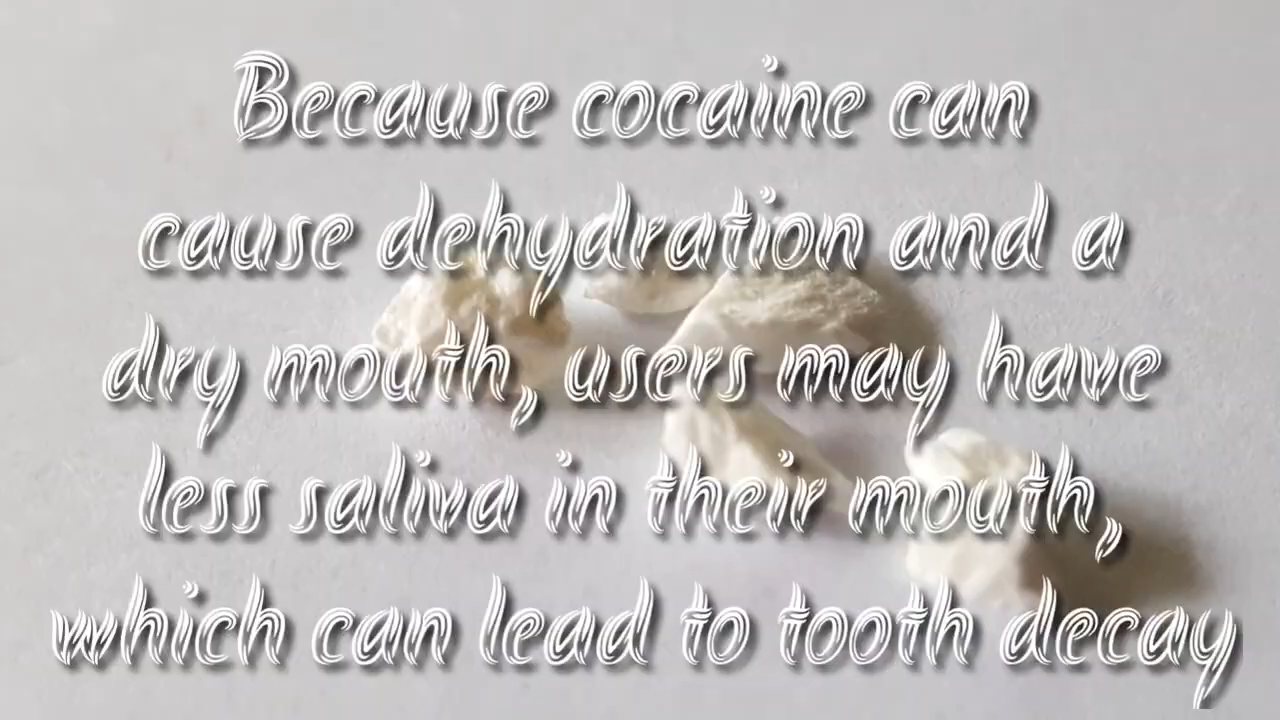 Because cocaine can
cause dehydration and a
dry mouth, users may have
less saliva in their mouth,
which can lead to tooth decay